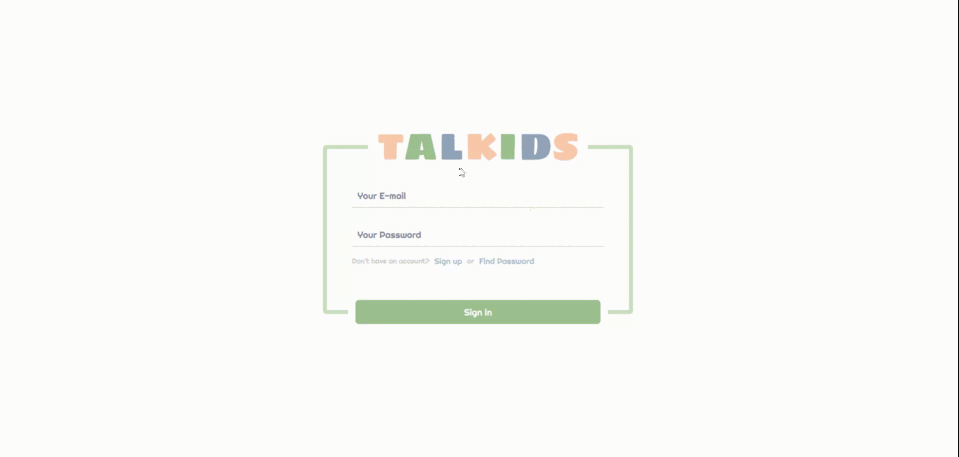 TALKIDS
Your E-mail
Your Password
Don't have an account? Sign up or Find Password
Sign in